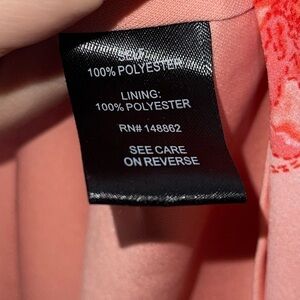 SELF:
100% POLYESTER
LINING:
100% POLYESTER
RN# 148862
SEE CARE
ON REVERSE